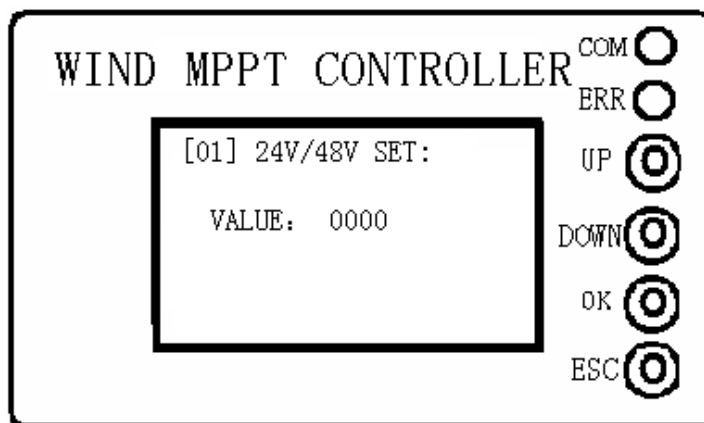 WIND MPPT CONTROLLER
COM
ERR
[01] 24V/48V SET:
VALUE: 0000
UP
DOWN
OK
ESC